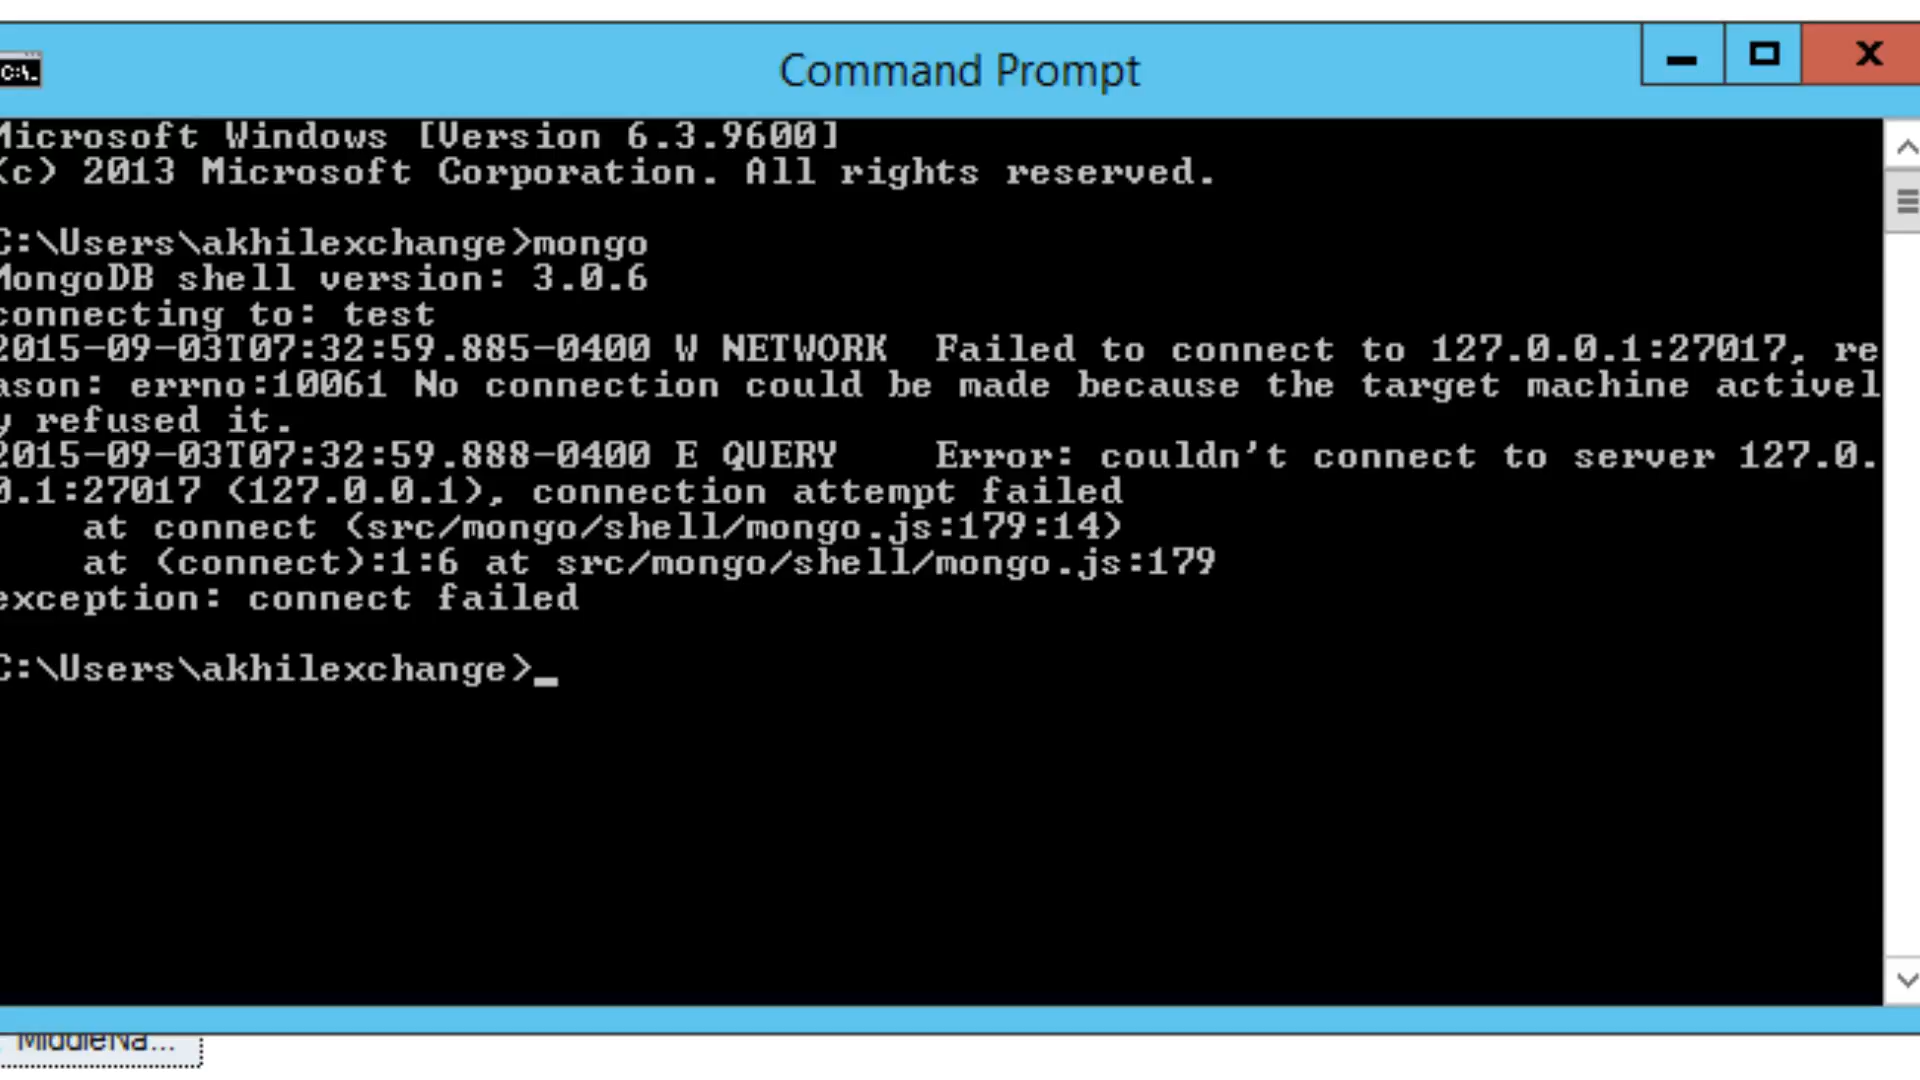 C:\.
Command Prompt
Microsoft Windows [Version 6.3.9600]
(c) 2013 Microsoft Corporation. All rights reserved.
C:\Users\akhilexchange>mongo
MongoDB shell version: 3.0.6
connecting to: test
2015-09-03T07:32:59.885-0400 W NETWORK  Failed to connect to 127.0.0.1:27017, re
ason: errno:10061 No connection could be made because the target machine activel
y refused it.
2015-09-03T07:32:59.888-0400 E QUERY    Error: couldn't connect to server 127.0.
0.1:27017 (127.0.0.1), connection attempt failed
    at connect (src/mongo/shell/mongo.js:179:14)
    at (connect):1:6 at src/mongo/shell/mongo.js:179
exception: connect failed
C:\Users\akhilexchange>_
MiddleNa...